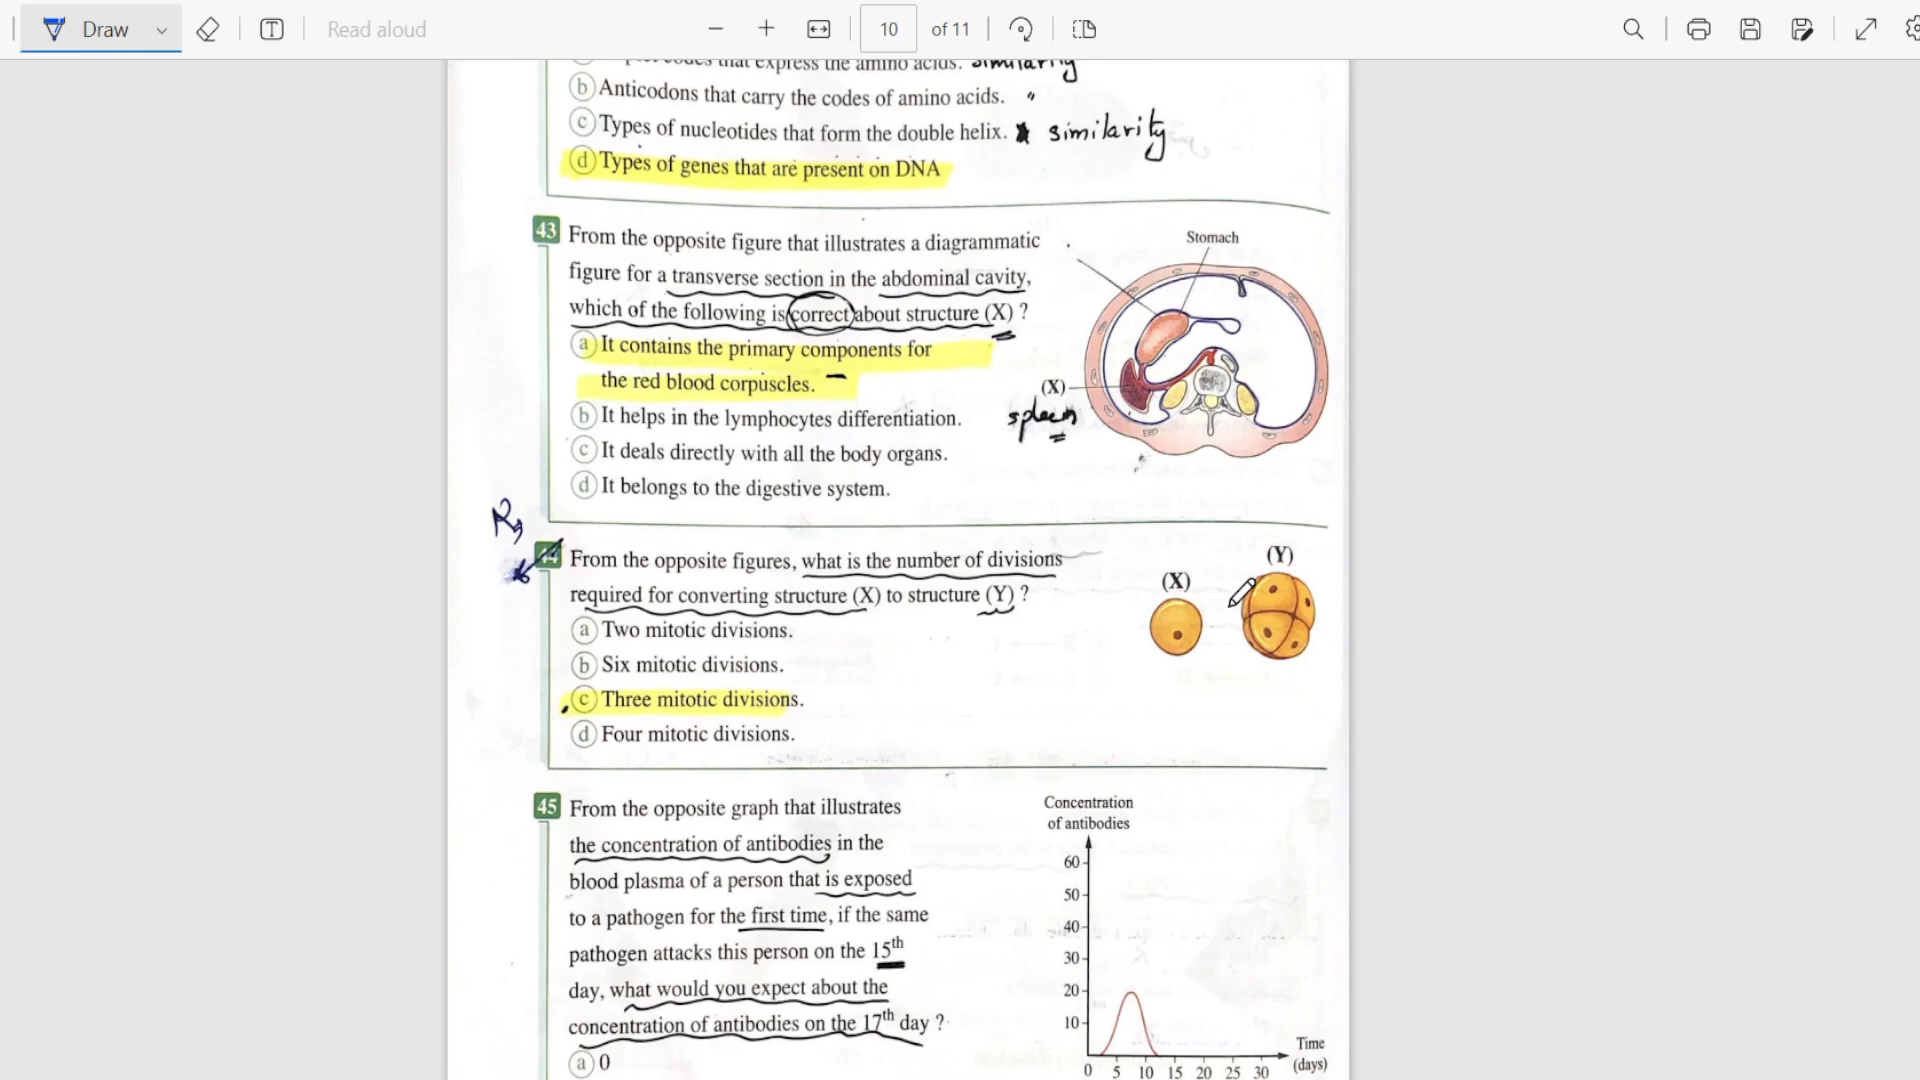 Draw
Read aloud
10 of 11
codes that express the amino acids. similarity
b Anticodons that carry the codes of amino acids. "
c Types of nucleotides that form the double helix. similarity
d Types of genes that are present on DNA
43 From the opposite figure that illustrates a diagrammatic
figure for a transverse section in the abdominal cavity,
which of the following is correct about structure (X) ?
a It contains the primary components for
the red blood corpuscles.
b It helps in the lymphocytes differentiation.
c It deals directly with all the body organs.
d It belongs to the digestive system.
Stomach
(X)
spleen
44 From the opposite figures, what is the number of divisions
required for converting structure (X) to structure (Y) ?
a Two mitotic divisions.
b Six mitotic divisions.
c Three mitotic divisions.
d Four mitotic divisions.
(X)
(Y)
45 From the opposite graph that illustrates
the concentration of antibodies in the
blood plasma of a person that is exposed
to a pathogen for the first time, if the same
pathogen attacks this person on the 15th
day, what would you expect about the
concentration of antibodies on the 17th day ?
a 0
Concentration
of antibodies
60
50
40
30
20
10
0 5 10 15 20 25 30
Time
(days)